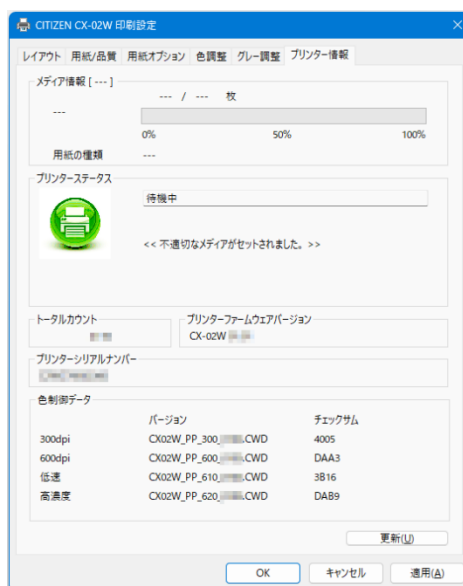 CITIZEN CX-02W 印刷設定
レイアウト 用紙/品質 用紙オプション 色調整 グレー調整 プリンター情報
メディア情報 [ --- ]
--- / --- 枚
---
0% 50% 100%
用紙の種類 ---
プリンターステータス
待機中
<< 不適切なメディアがセットされました。 >>
トータルカウント プリンターファームウェアバージョン
CX-02W
プリンターシリアルナンバー
色制御データ
バージョン チェックサム
300dpi CX02W_PP_300_ .CWD 4005
600dpi CX02W_PP_600_ .CWD DAA3
低速 CX02W_PP_610_ .CWD 3B16
高濃度 CX02W_PP_620_ .CWD DAB9
更新(U)
OK キャンセル 適用(A)